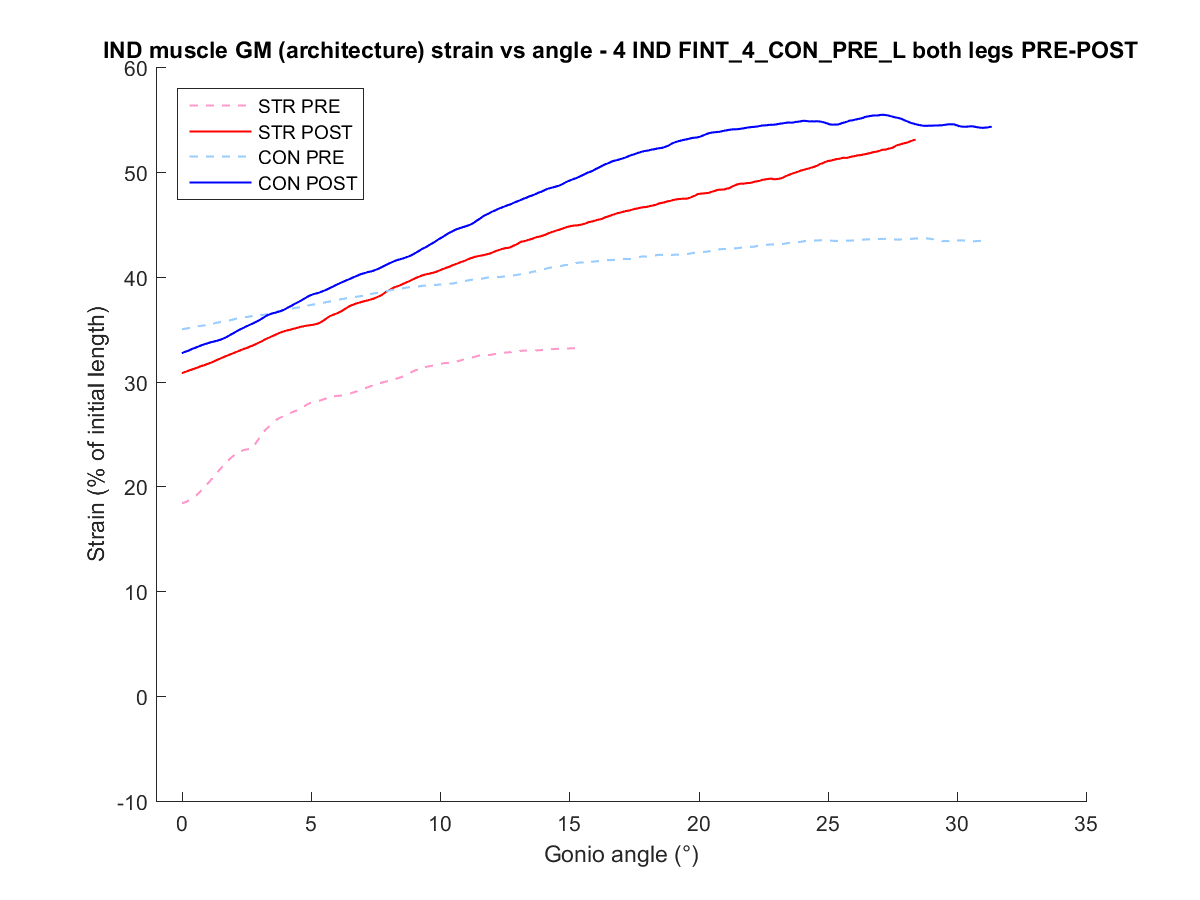 IND muscle GM (architecture) strain vs angle - 4 IND FINT_4_CON_PRE_L both legs PRE-POST
60
50
40
30
20
10
0
-10
STR PRE
STR POST
CON PRE
CON POST
Strain (% of initial length)
0 5 10 15 20 25 30 35
Gonio angle (°)